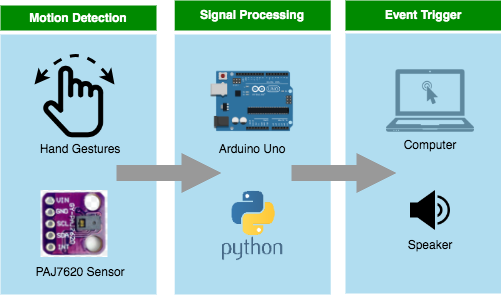 Motion Detection
Signal Processing
Event Trigger
Hand Gestures
VIN
GND
SCL
SDA
INT
PAJ7620 Sensor
Arduino Uno
python
Computer
Speaker